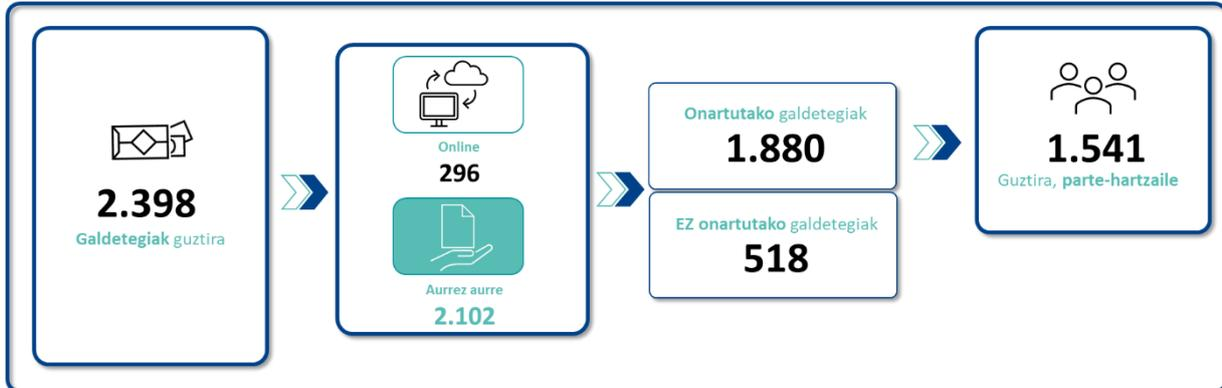 2.398
Galdetegiak guztira
Online
296
Aurrez aurre
2.102
Onartutako galdetegiak
1.880
EZ onartutako galdetegiak
518
1.541
Guztira, parte-hartzaile